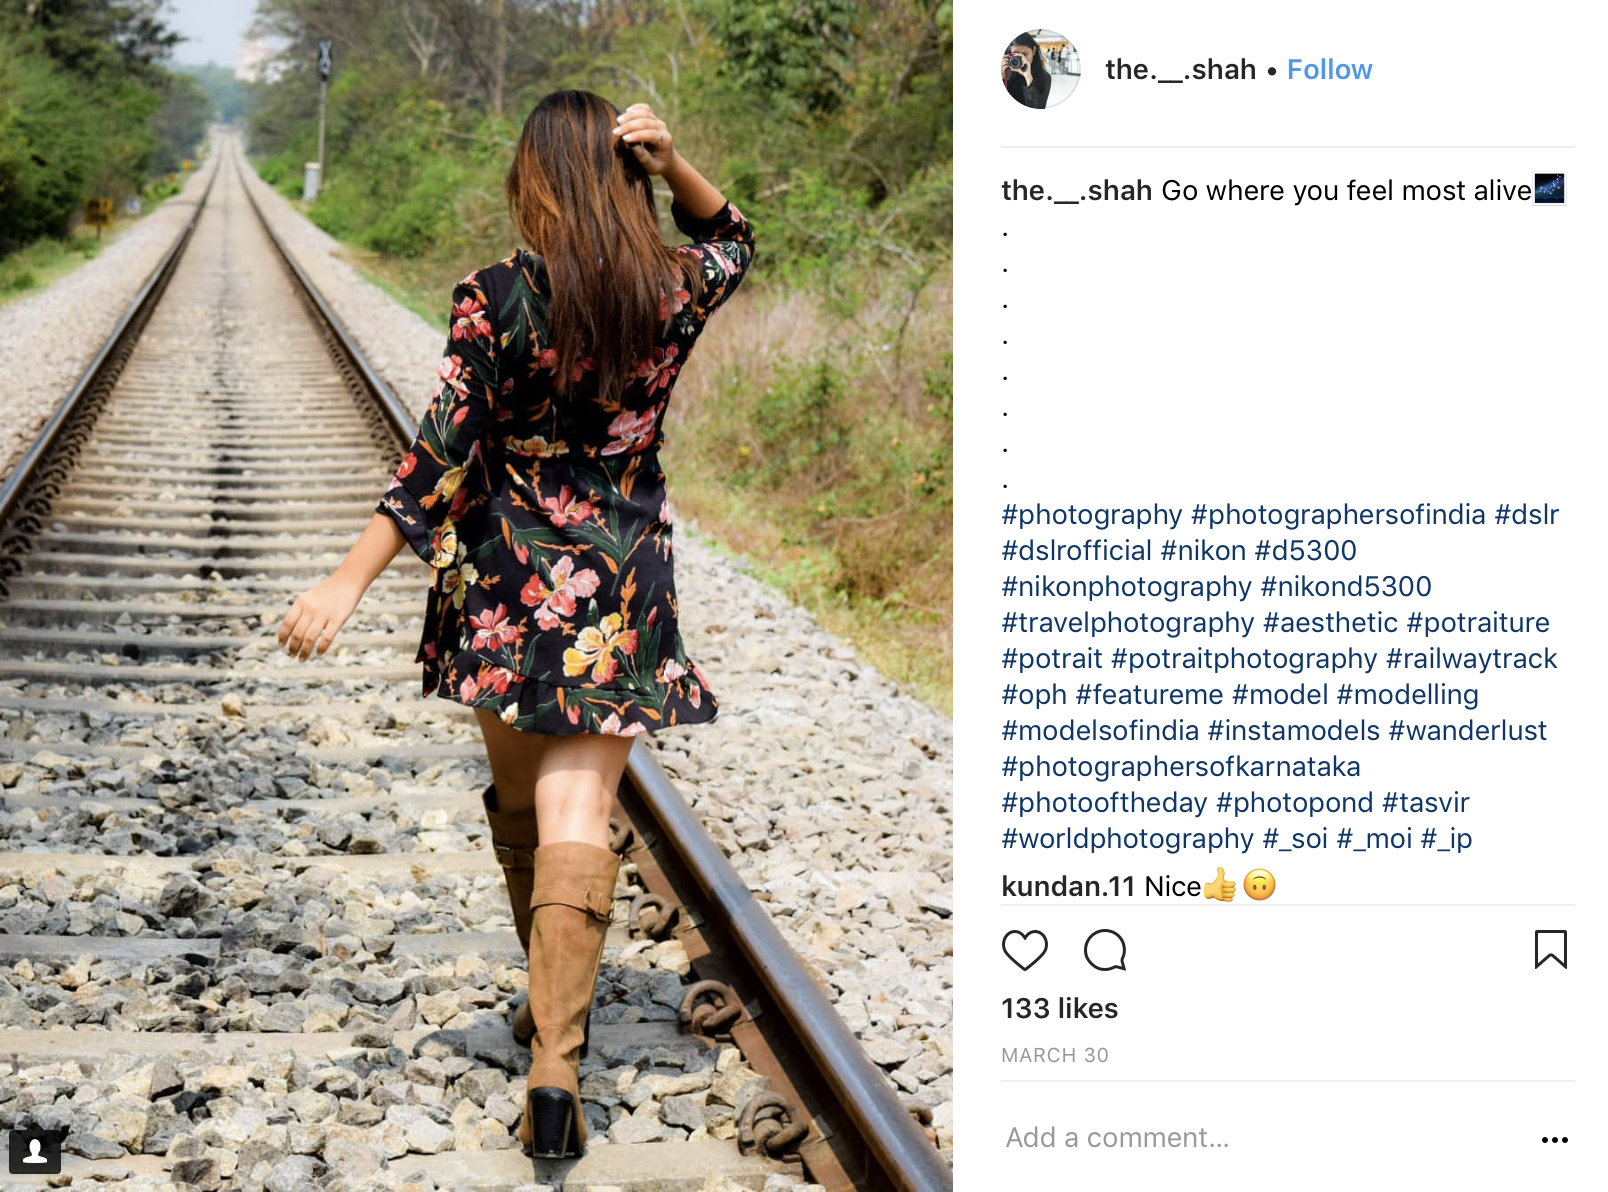 the.__.shah • Follow
the.__.shah Go where you feel most alive🌌
.
.
.
.
.
.
.
.
#photography #photographersofindia #dslr
#dslrofficial #nikon #d5300
#nikonphotography #nikond5300
#travelphotography #aesthetic #potraiture
#potrait #potraitphotography #railwaytrack
#oph #featureme #model #modelling
#modelsofindia #instamodels #wanderlust
#photographersofkarnataka
#photooftheday #photopond #tasvir
#worldphotography #_soi #_moi #_ip
kundan.11 Nice👍🙃
133 likes
MARCH 30
Add a comment...